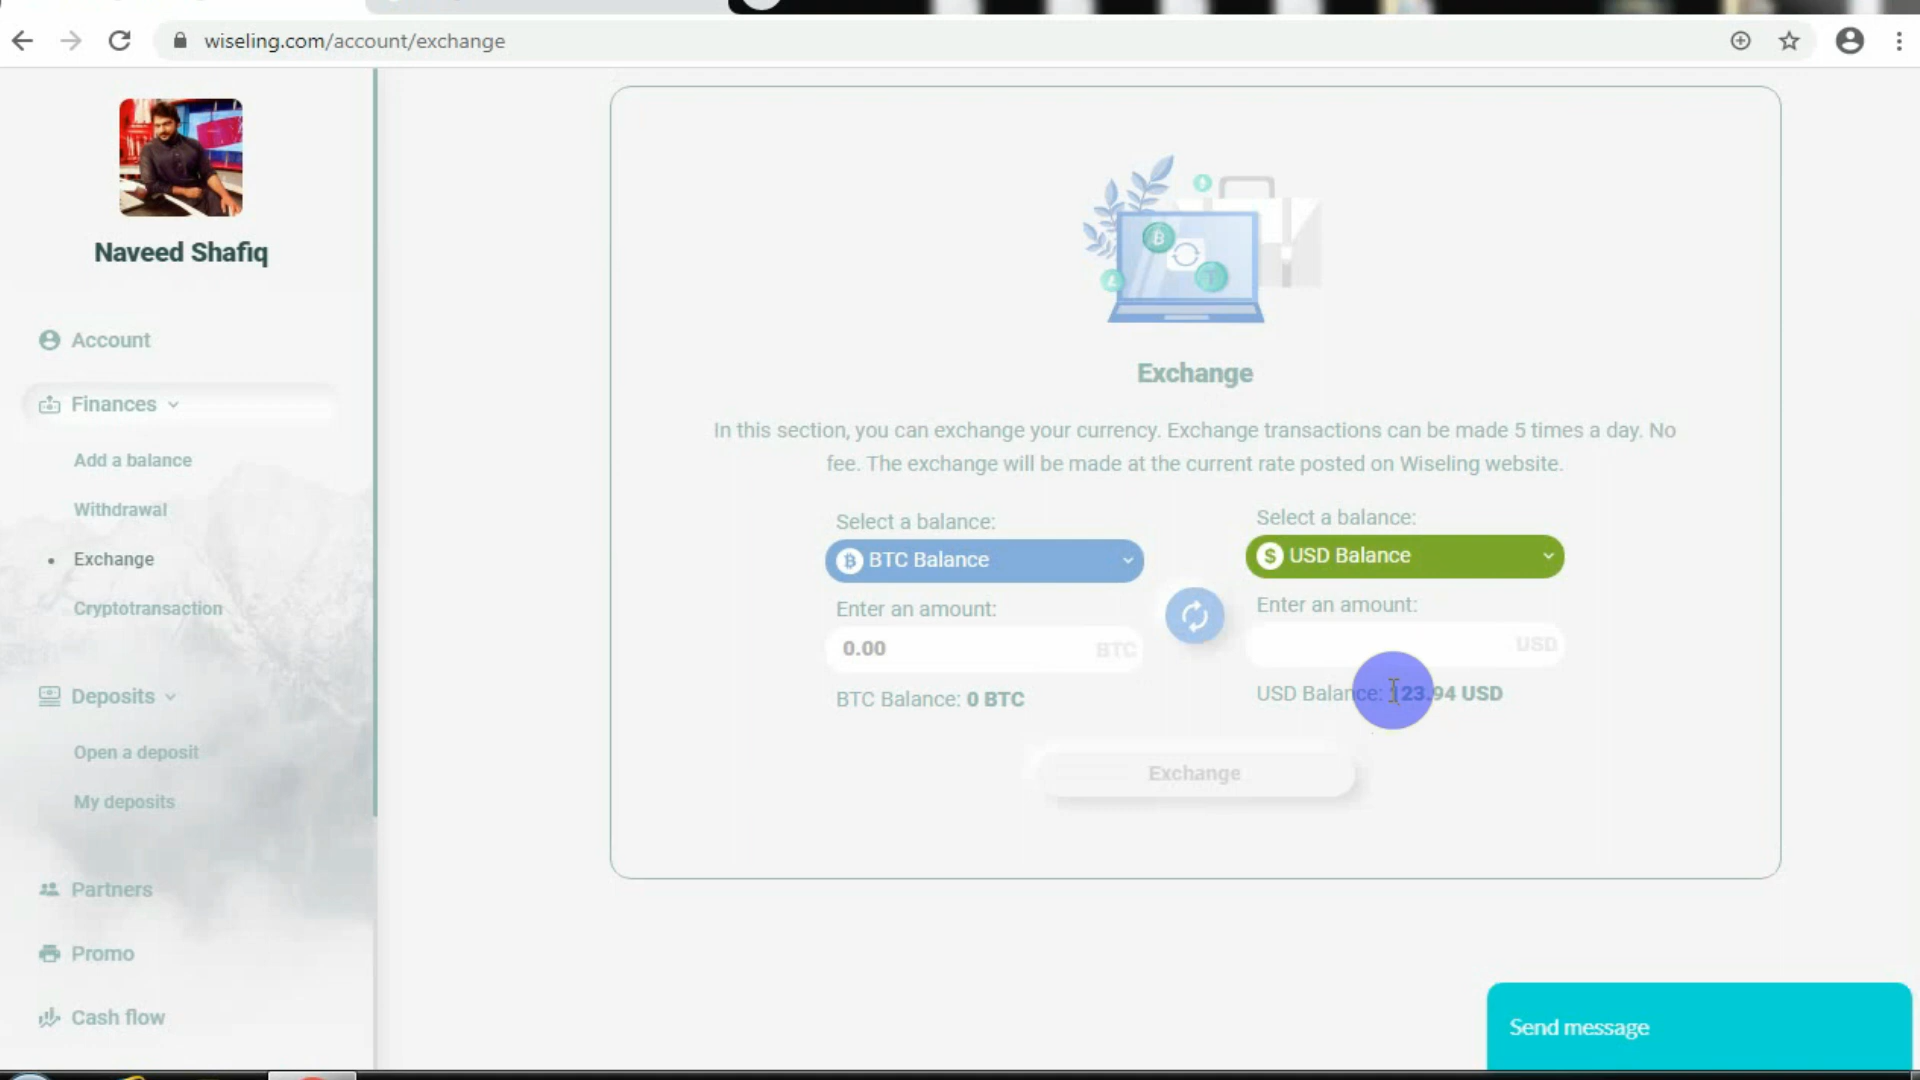 wiseling.com/account/exchange
Naveed Shafiq
Account
Finances
Add a balance
Withdrawal
Exchange
Cryptotransaction
Deposits
Open a deposit
My deposits
Partners
Promo
Cash flow
Exchange
In this section, you can exchange your currency. Exchange transactions can be made 5 times a day. No
fee. The exchange will be made at the current rate posted on Wiseling website.
Select a balance:
BTC Balance
Enter an amount:
0.00 BTC
BTC Balance: 0 BTC
Select a balance:
$ USD Balance
Enter an amount:
USD
USD Balance: 123.94 USD
Exchange
Send message